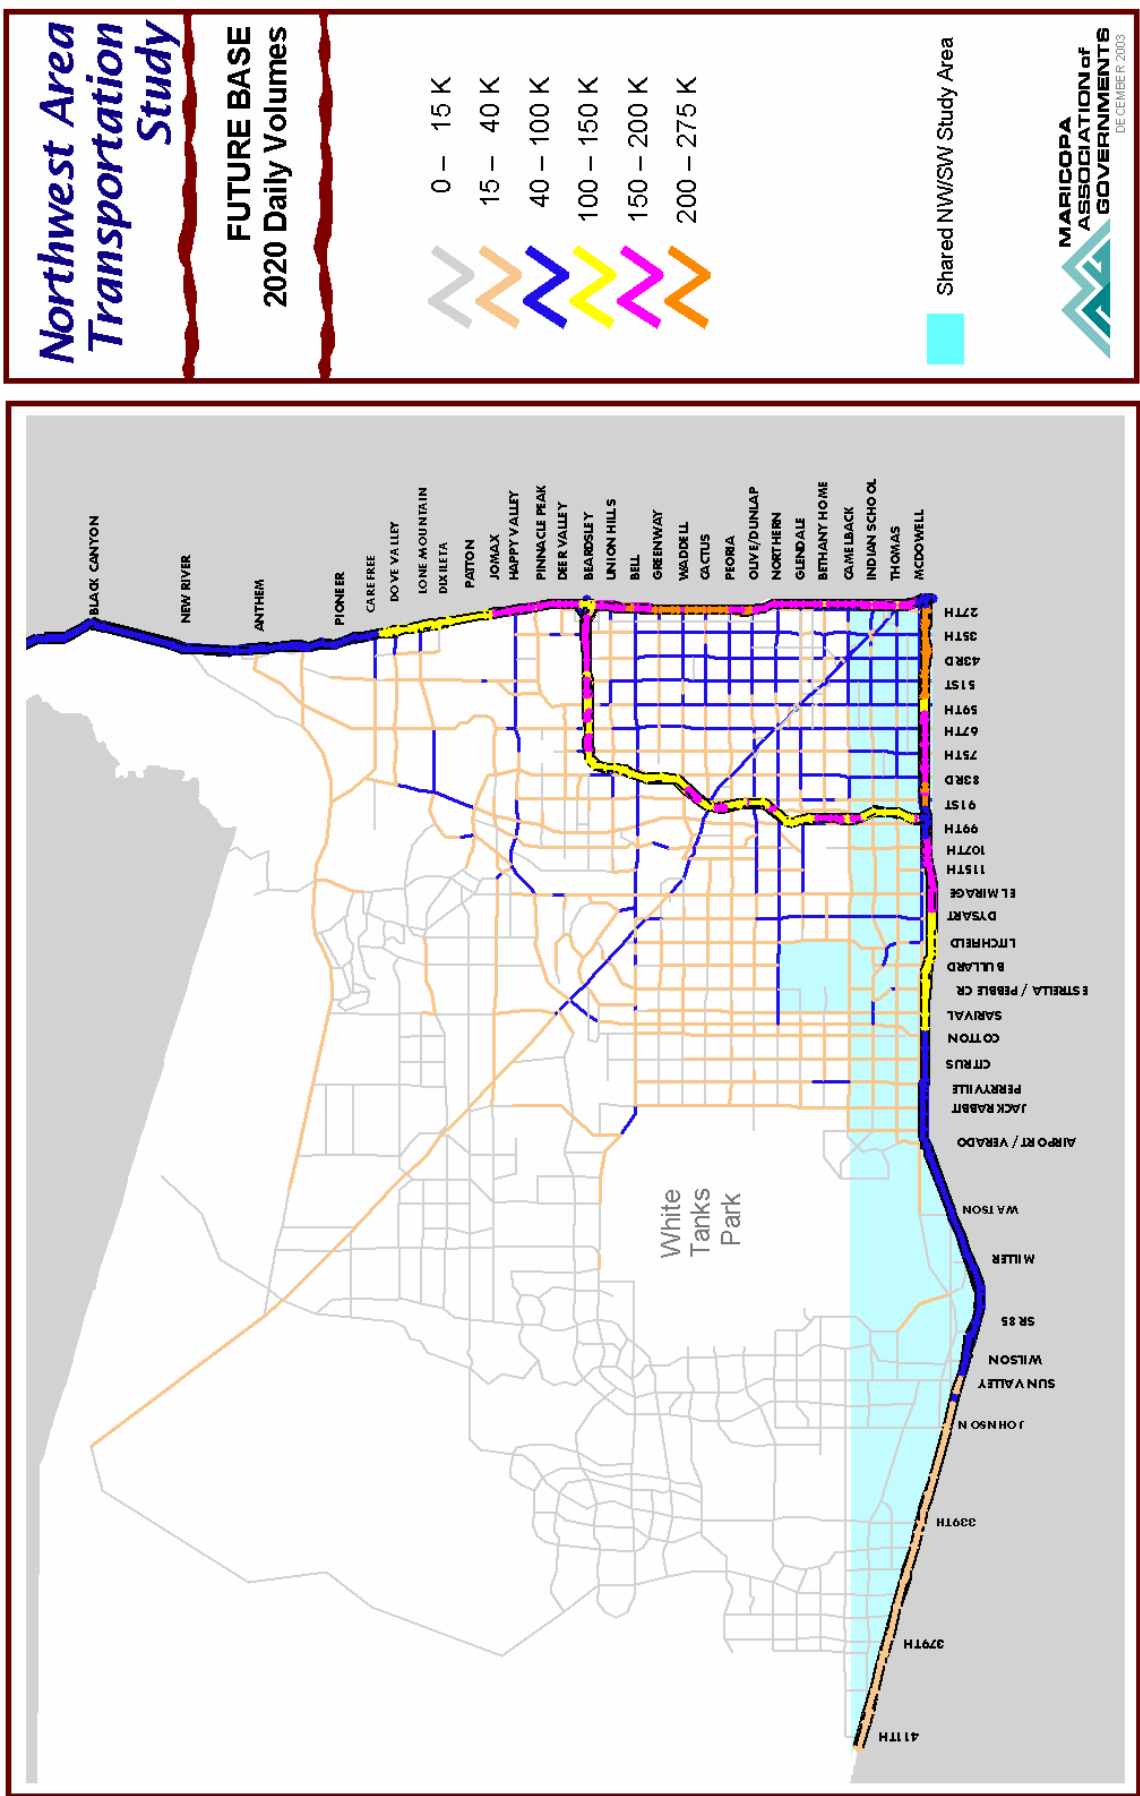 Northwest Area
Transportation
Study
FUTURE BASE
2020 Daily Volumes
0 – 15 K
15 – 40 K
40 – 100 K
100 – 150 K
150 – 200 K
200 – 275 K
Shared NW/SW Study Area
MARICOPA
ASSOCIATION of
GOVERNMENTS
DECEMBER 2003
BLACK CANYON
NEW RIVER
ANTHEM
PIONEER
CAREFREE
DOVE VALLEY
LONE MOUNTAIN
DIXILETA
PATTON
JOMAX
HAPPY VALLEY
PINNACLE PEAK
DEER VALLEY
BEARDSLEY
UNION HILLS
BELL
GREENWAY
WADDELL
CACTUS
PEORIA
OLIVE/DUNLAP
NORTHERN
GLENDALE
BETHANY HOME
CAMELBACK
INDIAN SCHOOL
THOMAS
MCDOWELL
27TH
35TH
43RD
51ST
59TH
67TH
75TH
83RD
91ST
99TH
107TH
115TH
EL MIRAGE
DYSART
LITCHFIELD
BULLARD
ESTRELLA / PEBBLE CR
SARIVAL
COTTON
CITRUS
PERRYVILLE
JACKRABBIT
AIRPORT / VERADO
WATSON
MILLER
SR 85
WILSON
SUN VALLEY
JOHNSON
339TH
379TH
411TH
White
Tanks
Park